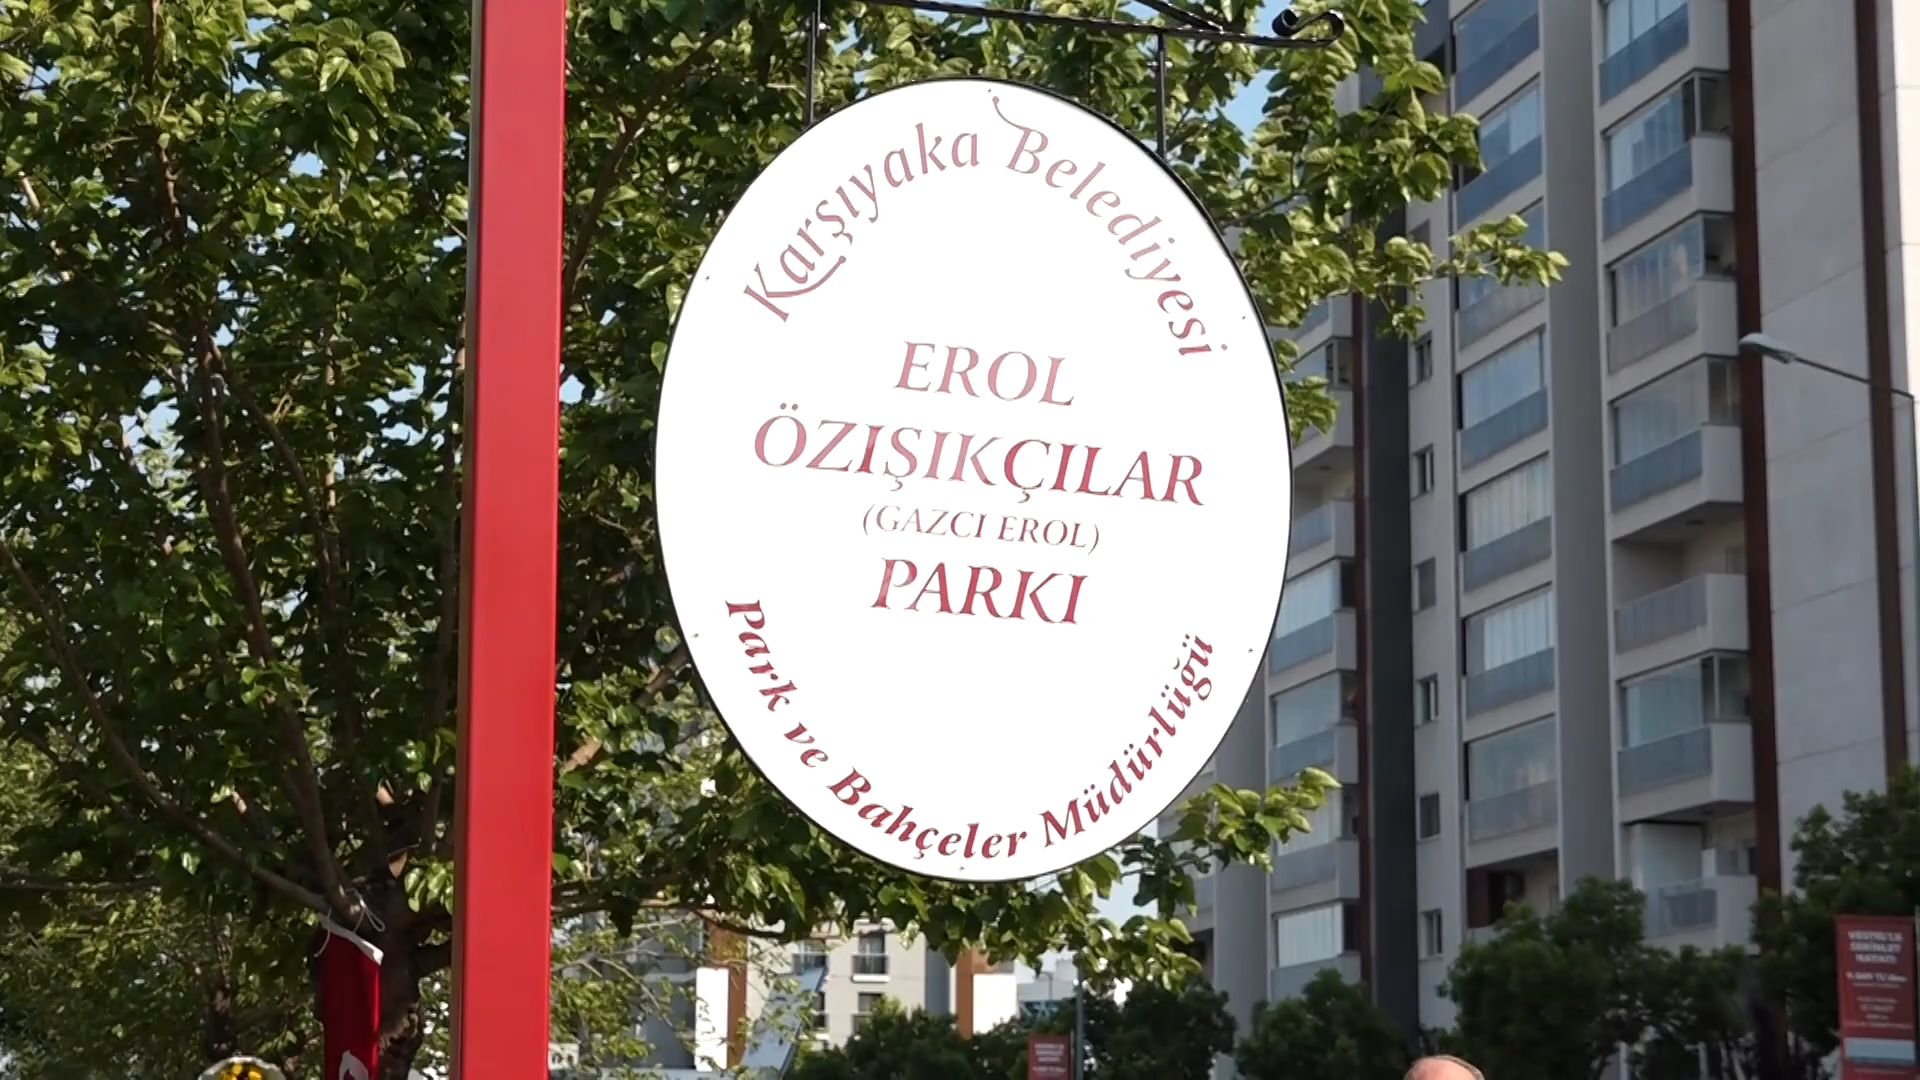 Karşıyaka Belediyesi
EROL
ÖZIŞIKÇILAR
(GAZCI EROL)
PARKI
Park ve Bahçeler Müdürlüğü